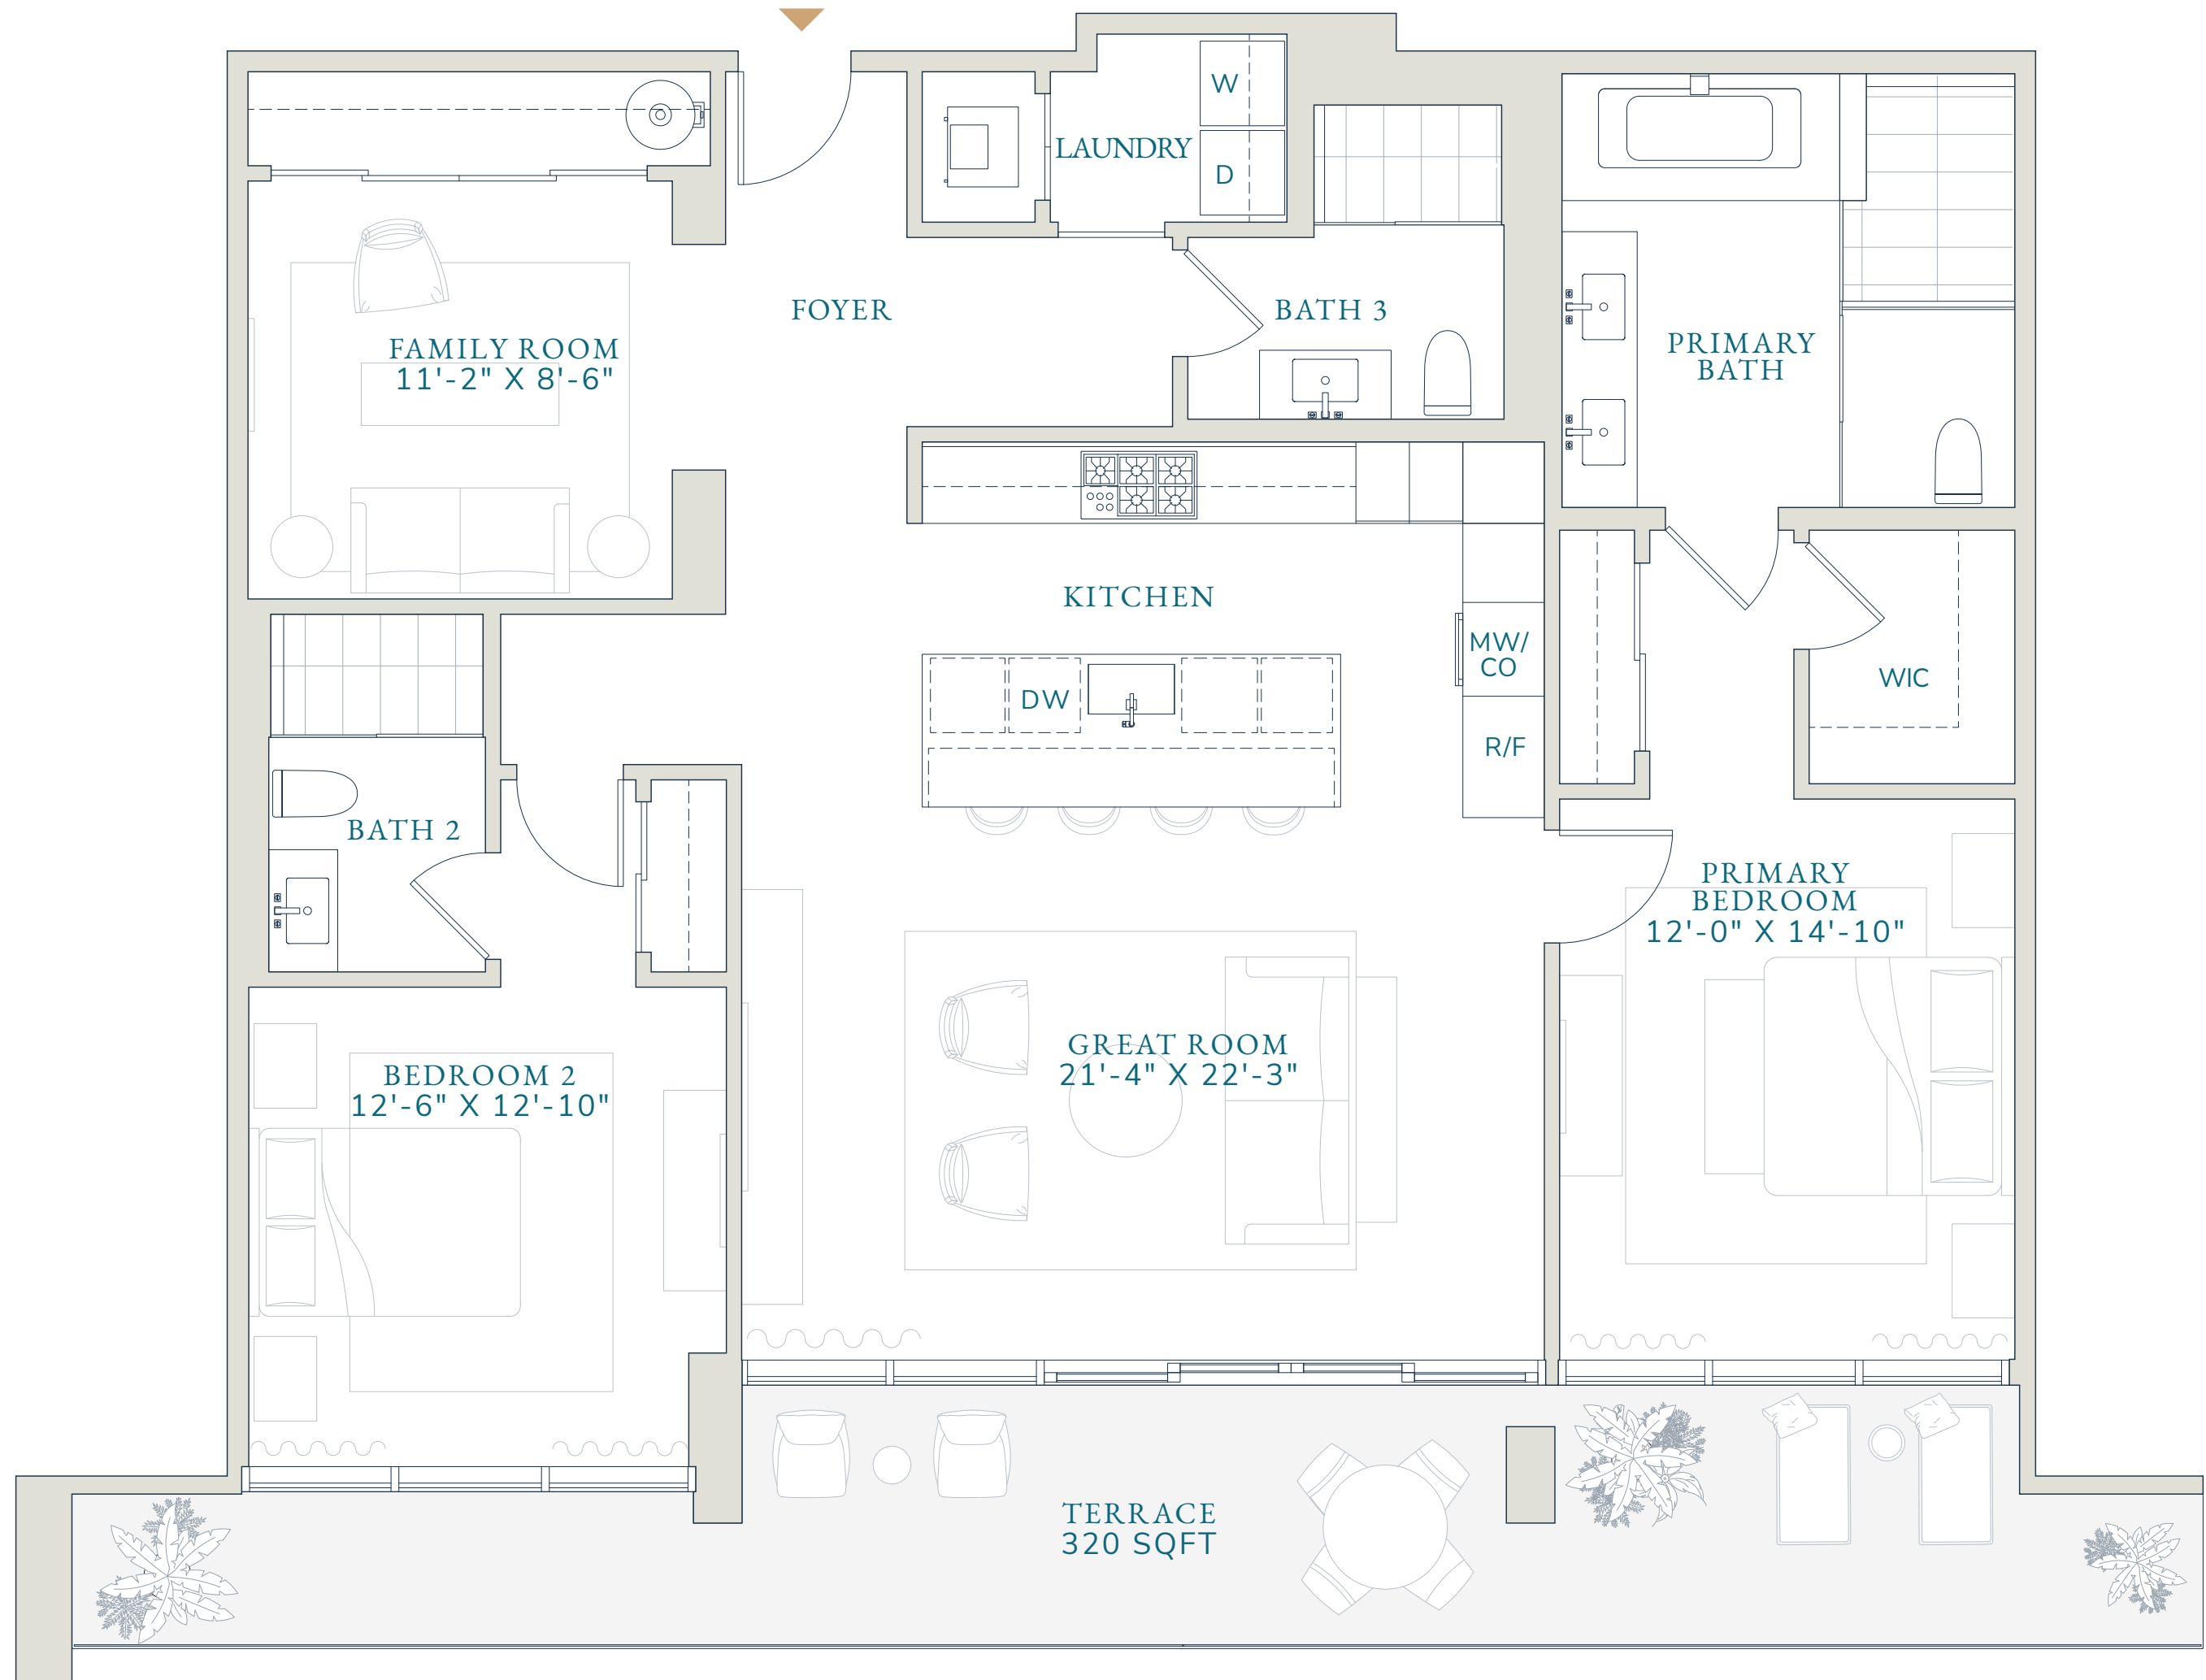 W
LAUNDRY
D
FOYER
BATH 3
FAMILY ROOM
11'-2" X 8'-6"
PRIMARY
BATH
KITCHEN
MW/
CO
WIC
DW
R/F
BATH 2
PRIMARY
BEDROOM
12'-0" X 14'-10"
GREAT ROOM
21'-4" X 22'-3"
BEDROOM 2
12'-6" X 12'-10"
TERRACE
320 SQFT